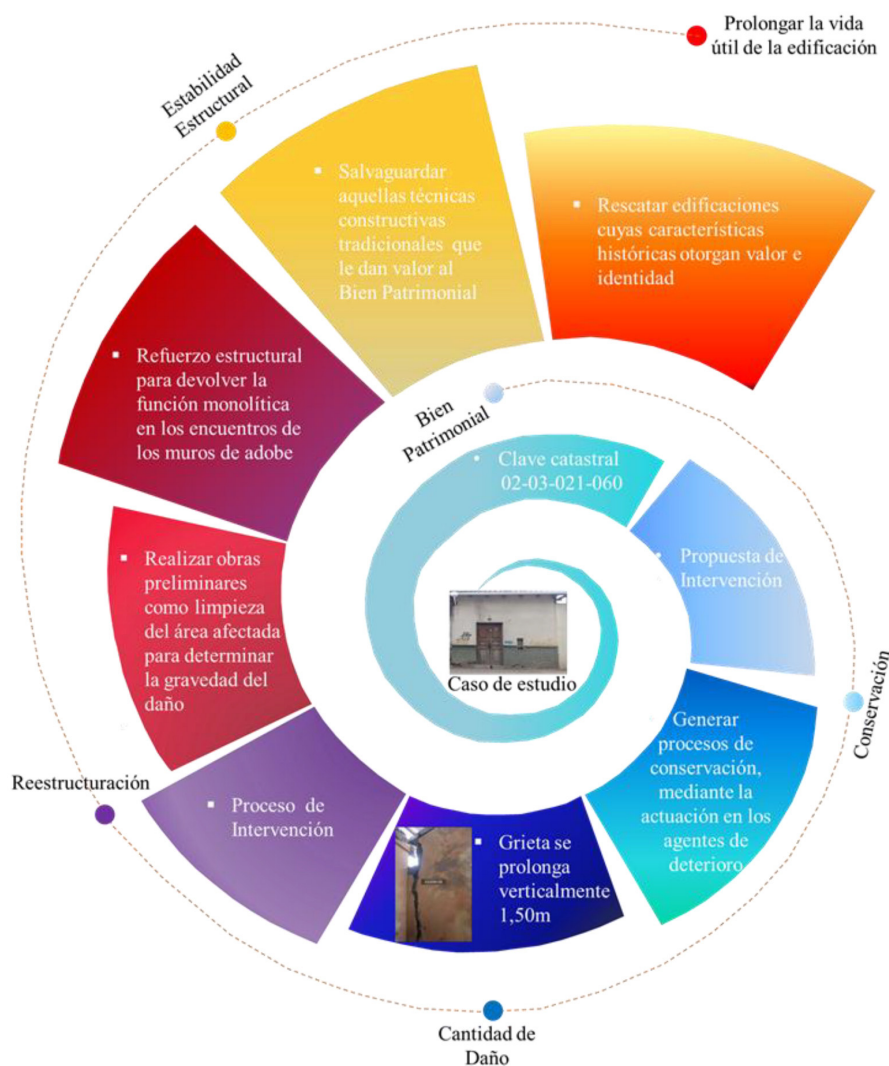 Prolongar la vida
útil de la edificación
Estabilidad
Estructural
▪ Salvaguardar
aquellas técnicas
constructivas
tradicionales que
le dan valor al
Bien Patrimonial
▪ Rescatar edificaciones
cuyas características
históricas otorgan valor e
identidad
▪ Refuerzo estructural
para devolver la
función monolítica
en los encuentros de
los muros de adobe
Bien
Patrimonial
• Clave catastral
02-03-021-060
• Propuesta de
Intervención
▪ Realizar obras
preliminares
como limpieza
del área afectada
para determinar
la gravedad del
daño
Caso de estudio
Conservación
Generar
procesos de
conservación,
mediante la
actuación en los
agentes de
deterioro
Reestructuración
▪ Proceso de
Intervención
▪ Grieta se
prolonga
verticalmente
1,50m
Cantidad de
Daño